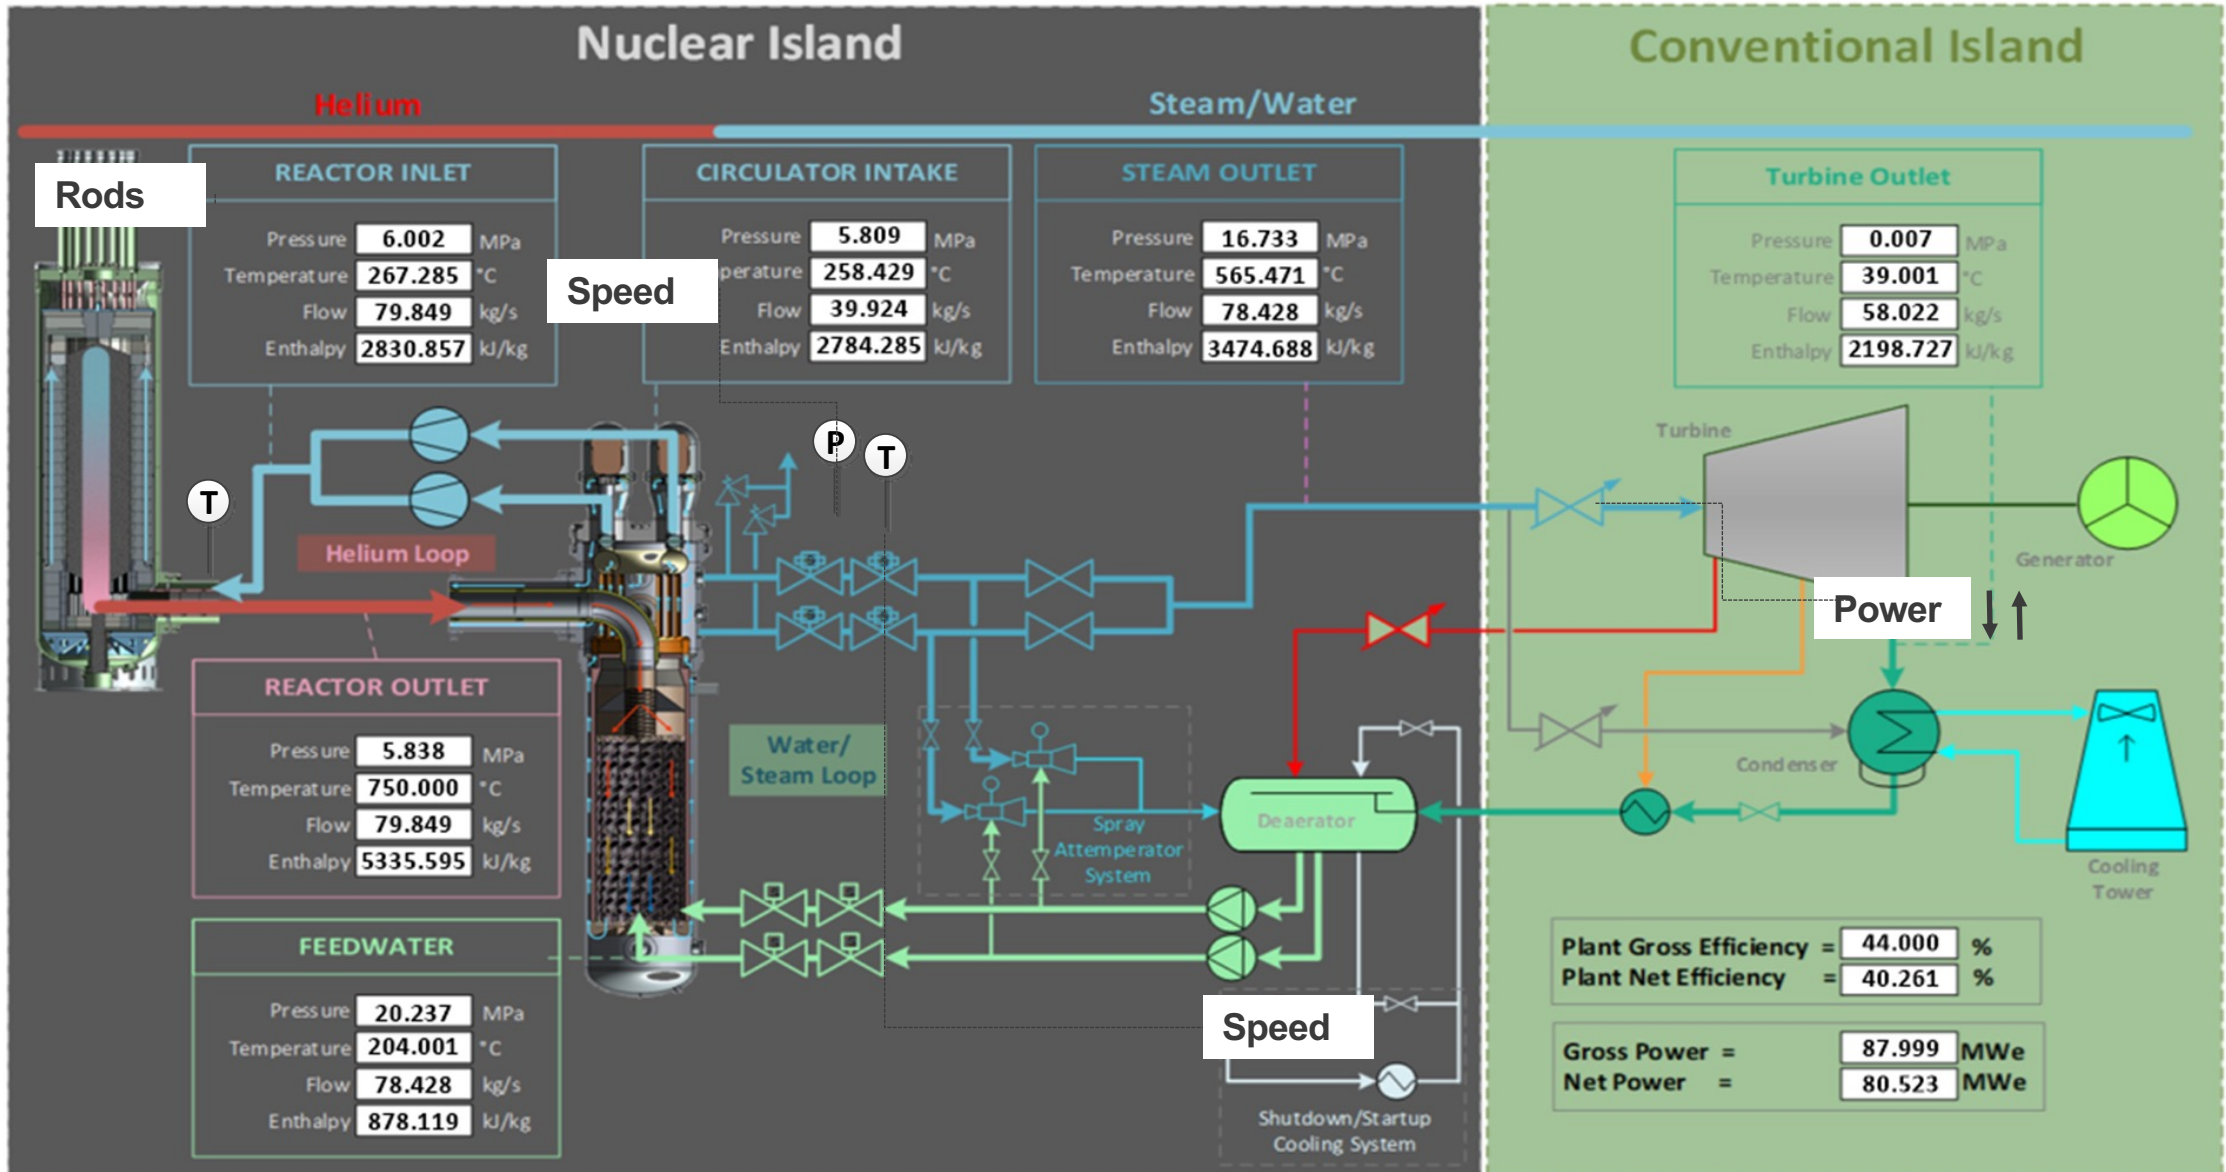 Nuclear Island
Conventional Island
Helium
Steam/Water
Rods
REACTOR INLET
Pressure 6.002 MPa
Temperature 267.285 °C
Flow 79.849 kg/s
Enthalpy 2830.857 kJ/kg
Speed
CIRCULATOR INTAKE
Pressure 5.809 MPa
perature 258.429 °C
Flow 39.924 kg/s
Enthalpy 2784.285 kJ/kg
STEAM OUTLET
Pressure 16.733 MPa
Temperature 565.471 °C
Flow 78.428 kg/s
Enthalpy 3474.688 kJ/kg
Turbine Outlet
Pressure 0.007 MPa
Temperature 39.001 °C
Flow 58.022 kg/s
Enthalpy 2198.727 kJ/kg
P
T
T
Turbine
Generator
Helium Loop
Power
REACTOR OUTLET
Pressure 5.838 MPa
Temperature 750.000 °C
Flow 79.849 kg/s
Enthalpy 5335.595 kJ/kg
Water/
Steam Loop
Spray
Attemperator
System
Deaerator
Condenser
Cooling
Tower
FEEDWATER
Pressure 20.237 MPa
Temperature 204.001 °C
Flow 78.428 kg/s
Enthalpy 878.119 kJ/kg
Speed
Shutdown/Startup
Cooling System
Plant Gross Efficiency = 44.000 %
Plant Net Efficiency = 40.261 %
Gross Power = 87.999 MWe
Net Power = 80.523 MWe